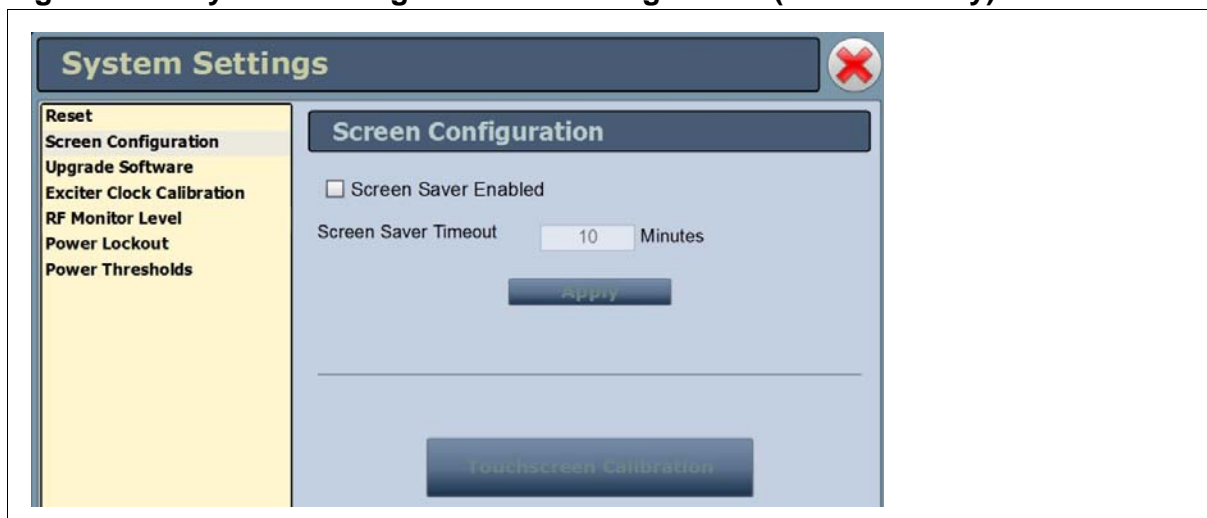 System Settings
Reset
Screen Configuration
Upgrade Software
Exciter Clock Calibration
RF Monitor Level
Power Lockout
Power Thresholds
Screen Configuration
Screen Saver Enabled
Screen Saver Timeout 10 Minutes
Apply
Touchscreen Calibration